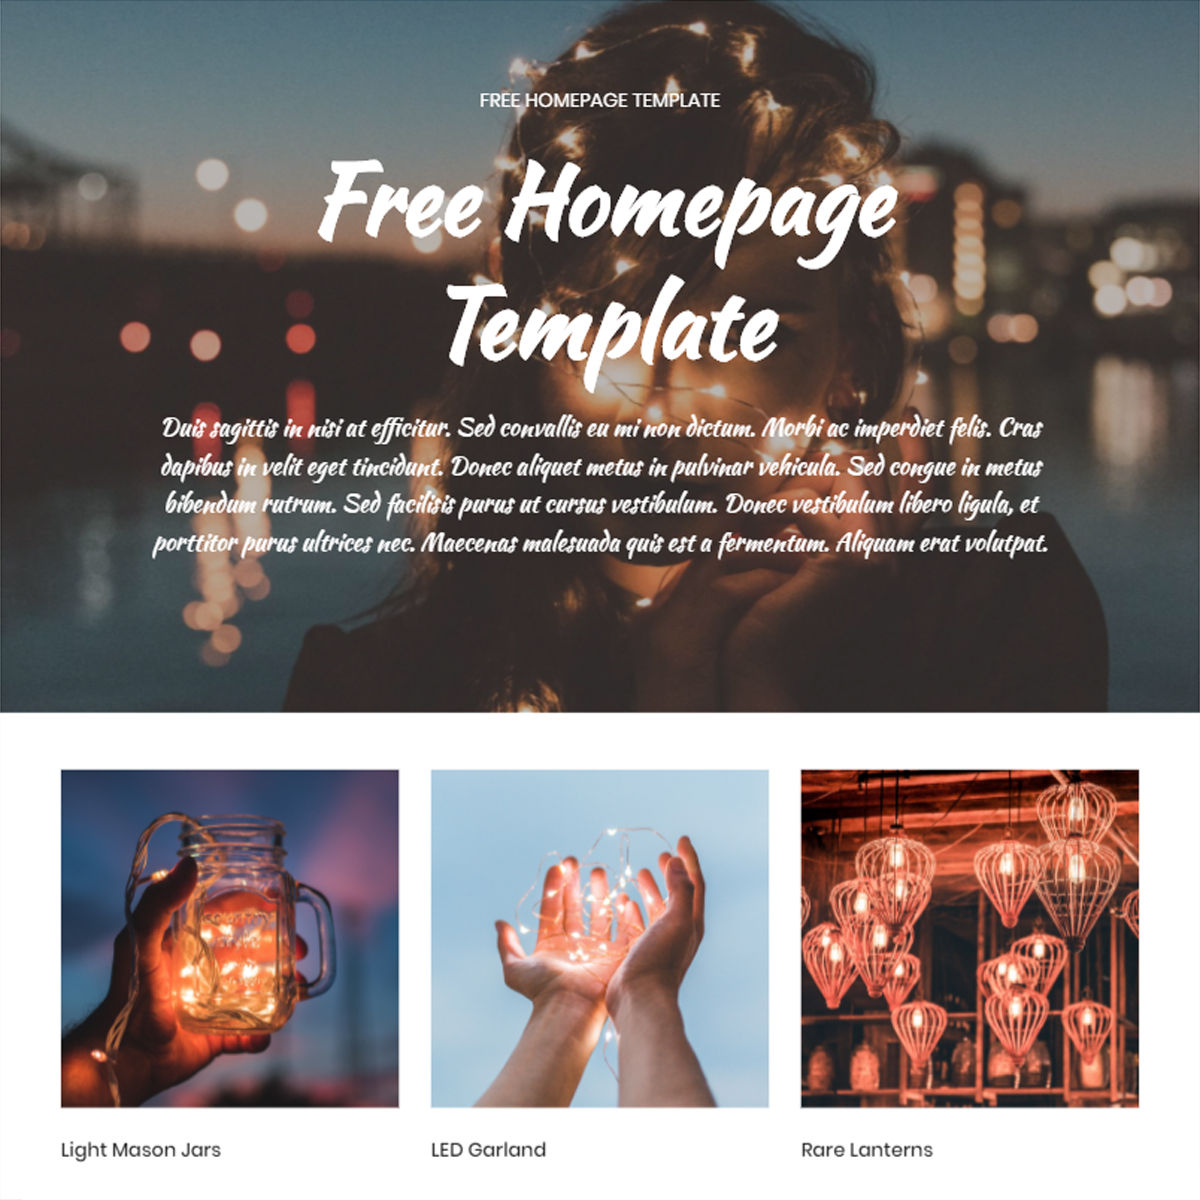 FREE HOMEPAGE TEMPLATE
Free Homepage
Template
Duis sagittis in nisi at efficitur. Sed convallis eu mi non dictum. Morbi ac imperdiet felis. Cras
dapibus in velit eget tincidunt. Donec aliquet metus in pulvinar vehicula. Sed congue in metus
bibendum rutrum. Sed facilisis purus ut cursus vestibulum. Donec vestibulum libero ligula, et
porttitor purus ultrices nec. Maecenas malesuada quis est a fermentum. Aliquam erat volutpat.
Light Mason Jars
LED Garland
Rare Lanterns